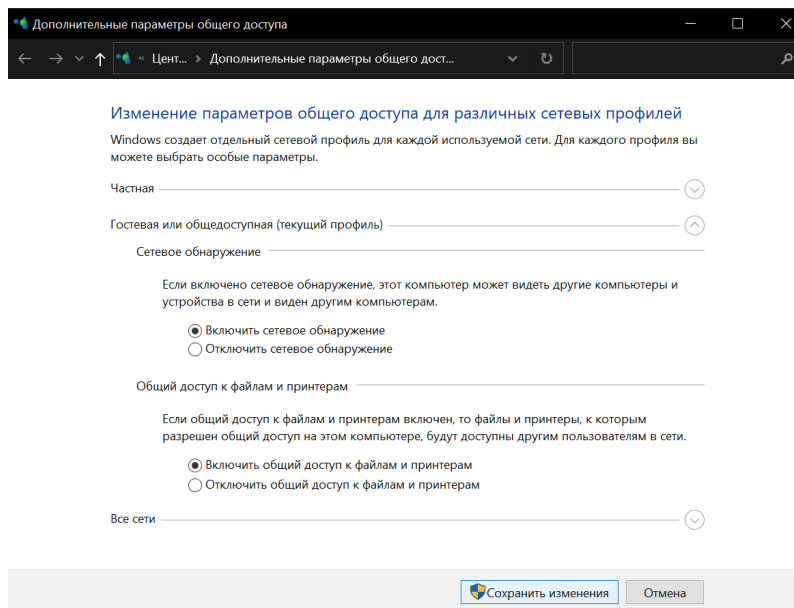 Дополнительные параметры общего доступа
« Цент... › Дополнительные параметры общего дост...
Изменение параметров общего доступа для различных сетевых профилей
Windows создает отдельный сетевой профиль для каждой используемой сети. Для каждого профиля вы
можете выбрать особые параметры.
Частная
Гостевая или общедоступная (текущий профиль)
Сетевое обнаружение
Если включено сетевое обнаружение, этот компьютер может видеть другие компьютеры и
устройства в сети и виден другим компьютерам.
Включить сетевое обнаружение
Отключить сетевое обнаружение
Общий доступ к файлам и принтерам
Если общий доступ к файлам и принтерам включен, то файлы и принтеры, к которым
разрешен общий доступ на этом компьютере, будут доступны другим пользователям в сети.
Включить общий доступ к файлам и принтерам
Отключить общий доступ к файлам и принтерам
Все сети
Сохранить изменения
Отмена